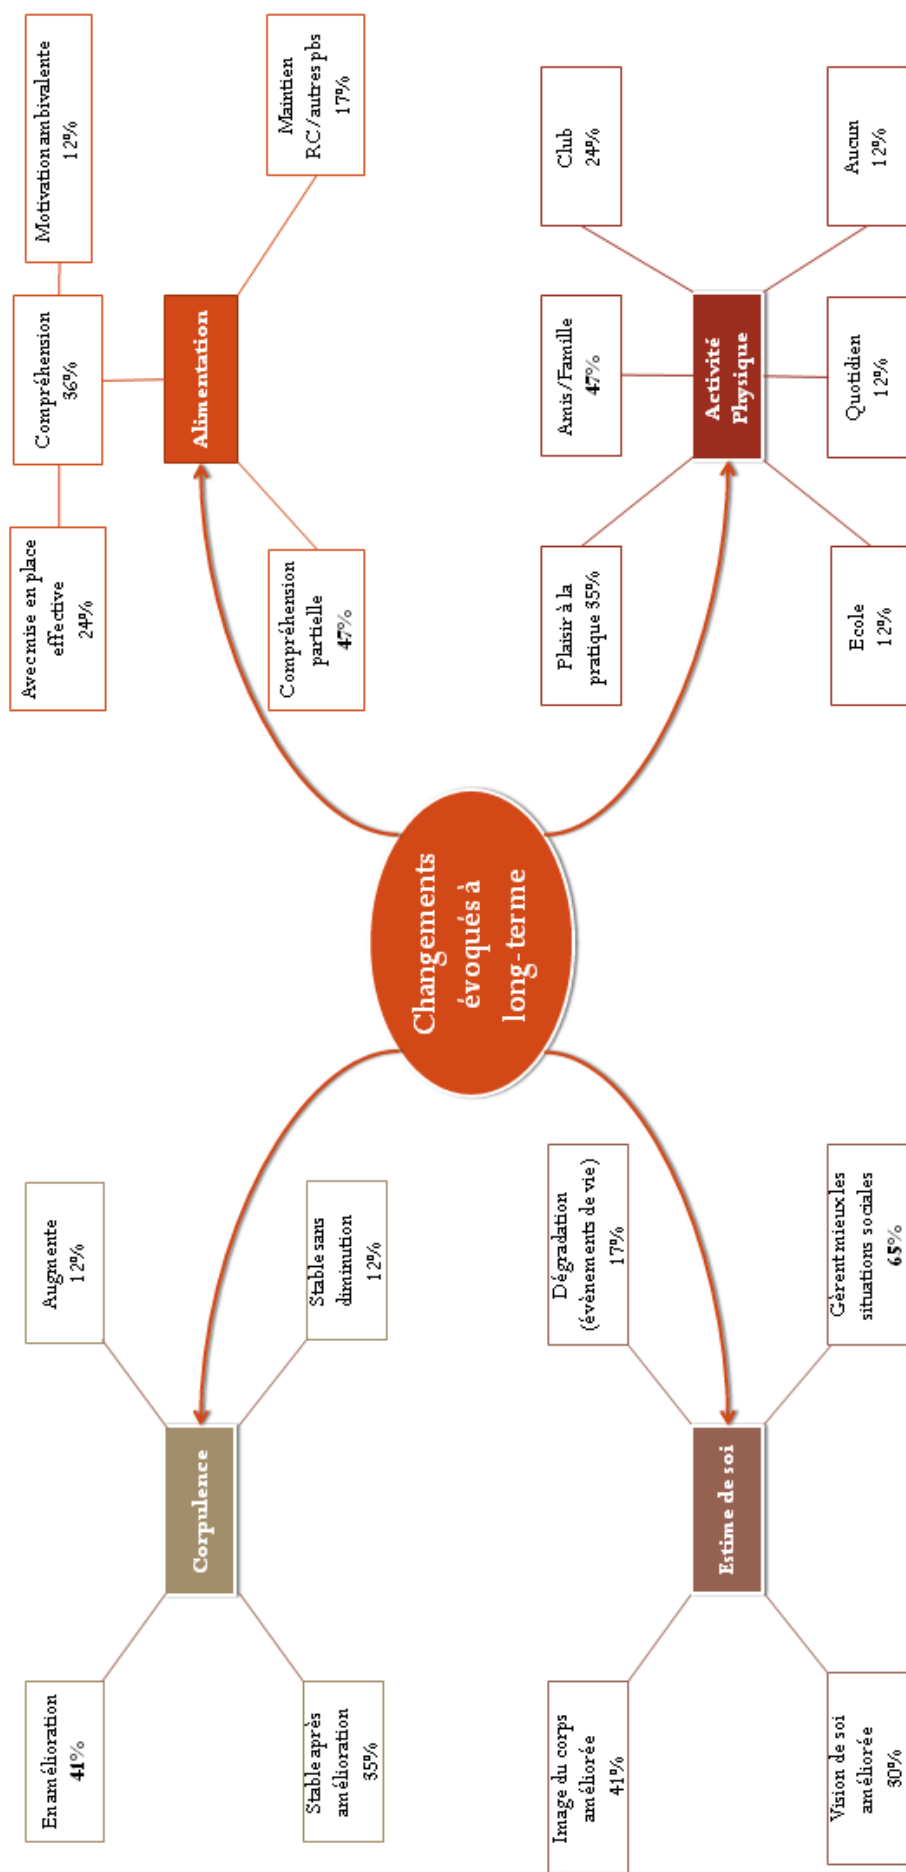 En amélioration
41%
Augmente
12%
Corpulence
Stable après
amélioration
35%
Stable sans
diminution
12%
Avec mise en place
effective
24%
Compréhension
36%
Motivation ambivalente
12%
Alimentation
Compréhension
partielle
47%
Maintien
RC/autres pbs
17%
Changements
évoqués à
long-terme
Image du corps
améliorée
41%
Dégradation
(évènements de vie)
17%
Estime de soi
Vision de soi
améliorée
30%
Gèrent mieux les
situations sociales
65%
Plaisir à la
pratique 35%
Amis/Famille
47%
Club
24%
Activité
Physique
Ecole
12%
Quotidien
12%
Aucun
12%